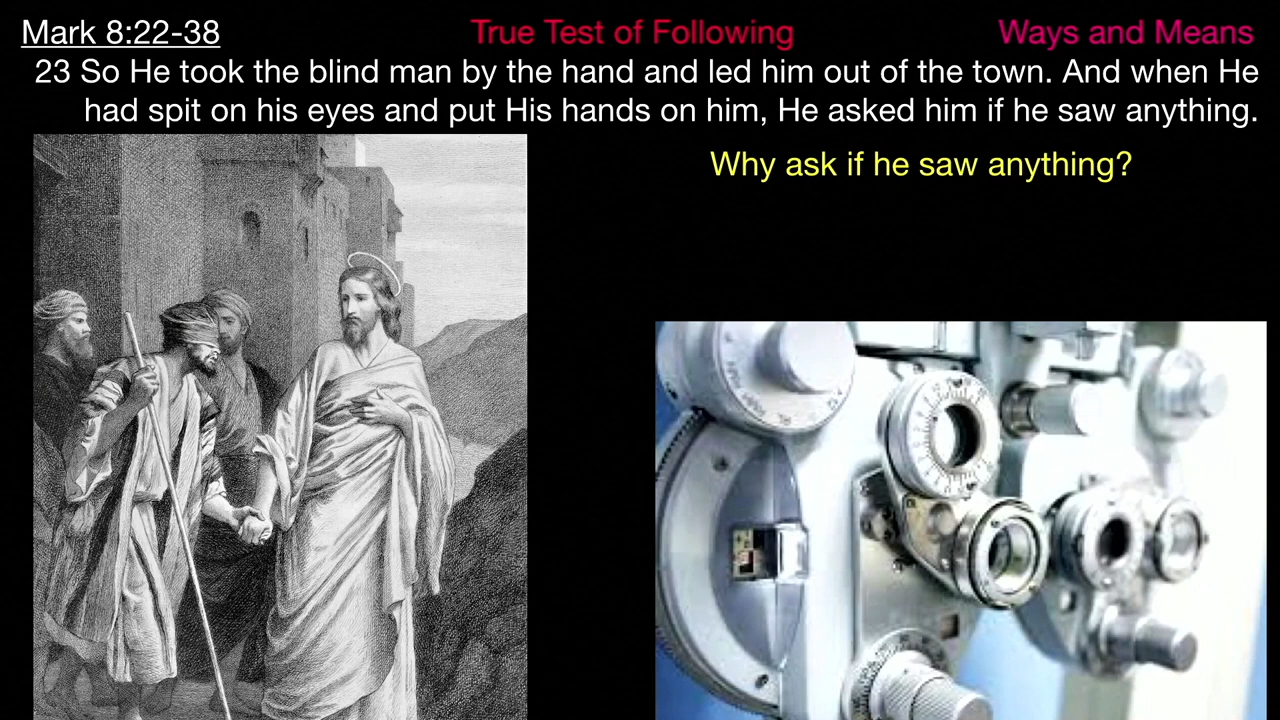 Mark 8:22-38 True Test of Following Ways and Means
23 So He took the blind man by the hand and led him out of the town. And when He
had spit on his eyes and put His hands on him, He asked him if he saw anything.
Why ask if he saw anything?